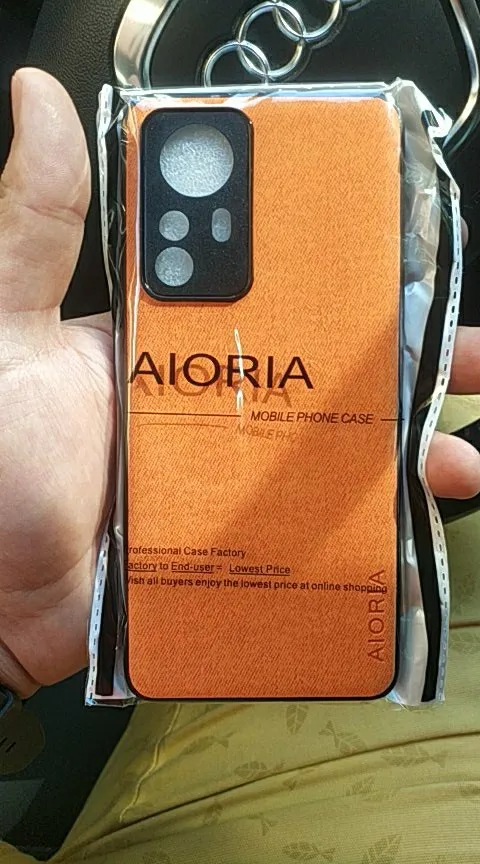 AIORIA
MOBILE PHONE CASE
rofessional Case Factory
actory to End-user = Lowest Price
ish all buyers enjoy the lowest price at online shopping
AIORIA